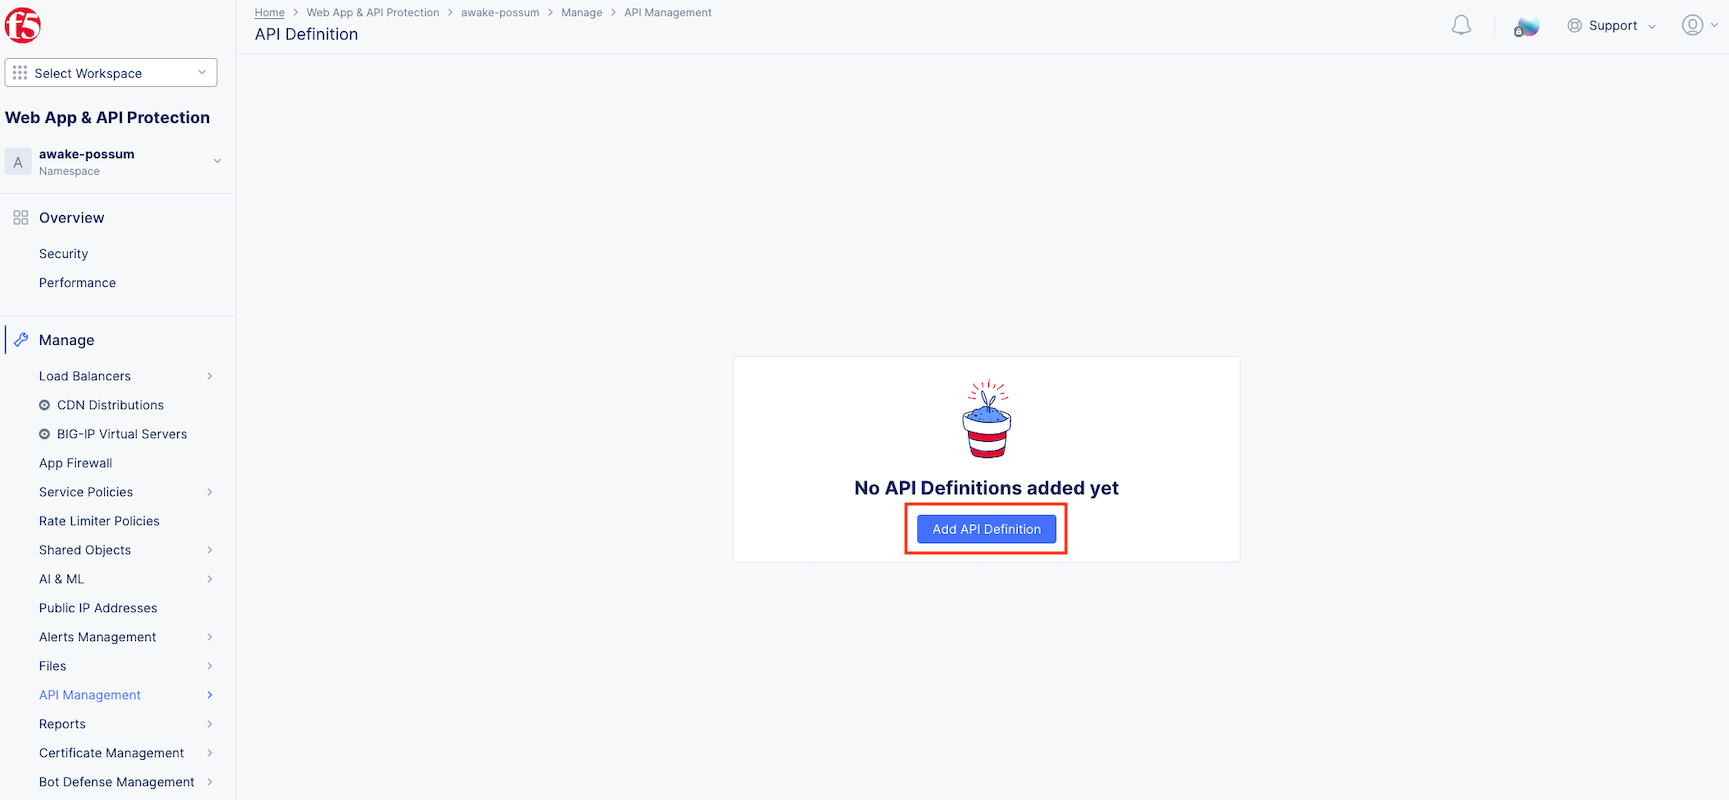 f5
Home > Web App & API Protection > awake-possum > Manage > API Management
API Definition
Support
Select Workspace
Web App & API Protection
A
awake-possum
Namespace
Overview
Security
Performance
Manage
Load Balancers
CDN Distributions
BIG-IP Virtual Servers
App Firewall
Service Policies
Rate Limiter Policies
Shared Objects
AI & ML
Public IP Addresses
Alerts Management
Files
API Management
Reports
Certificate Management
Bot Defense Management
No API Definitions added yet
Add API Definition